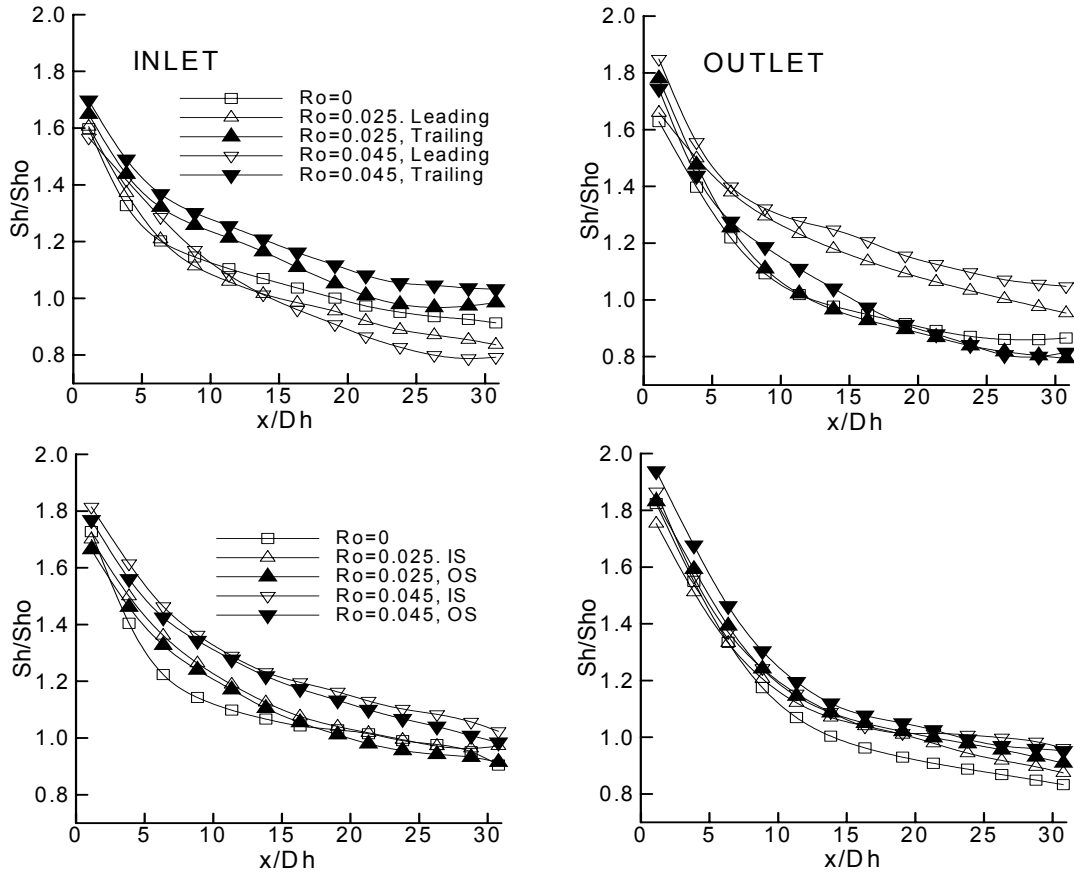 INLET
Ro=0
Ro=0.025. Leading
Ro=0.025, Trailing
Ro=0.045, Leading
Ro=0.045, Trailing
Sh/Sho
2.0
1.8
1.6
1.4
1.2
1.0
0.8
0 5 10 15 20 25 30
x/Dh
OUTLET
Sh/Sho
2.0
1.8
1.6
1.4
1.2
1.0
0.8
0 5 10 15 20 25 30
x/Dh
Ro=0
Ro=0.025. IS
Ro=0.025, OS
Ro=0.045, IS
Ro=0.045, OS
Sh/Sho
2.0
1.8
1.6
1.4
1.2
1.0
0.8
0 5 10 15 20 25 30
x/Dh
Sh/Sho
2.0
1.8
1.6
1.4
1.2
1.0
0.8
0 5 10 15 20 25 30
x/Dh